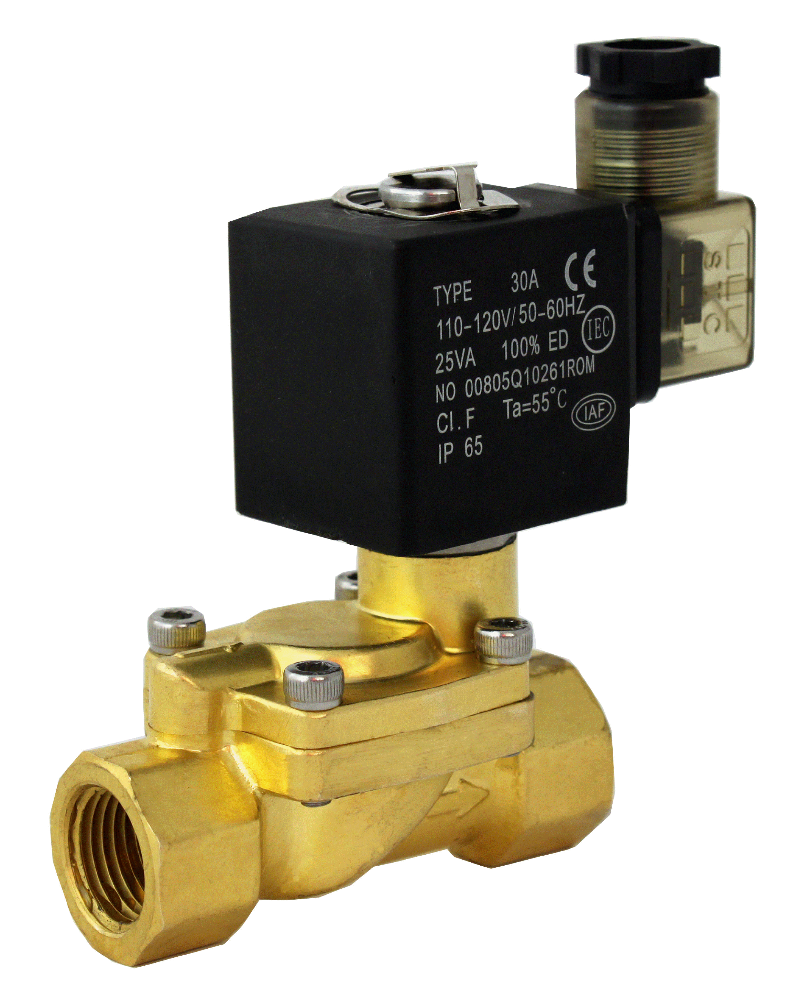 TYPE 30A CE
110-120V/50-60HZ
IEC
25VA 100% ED
NO 00805Q10261ROM
Cl.F Ta=55°C
IAF
IP 65